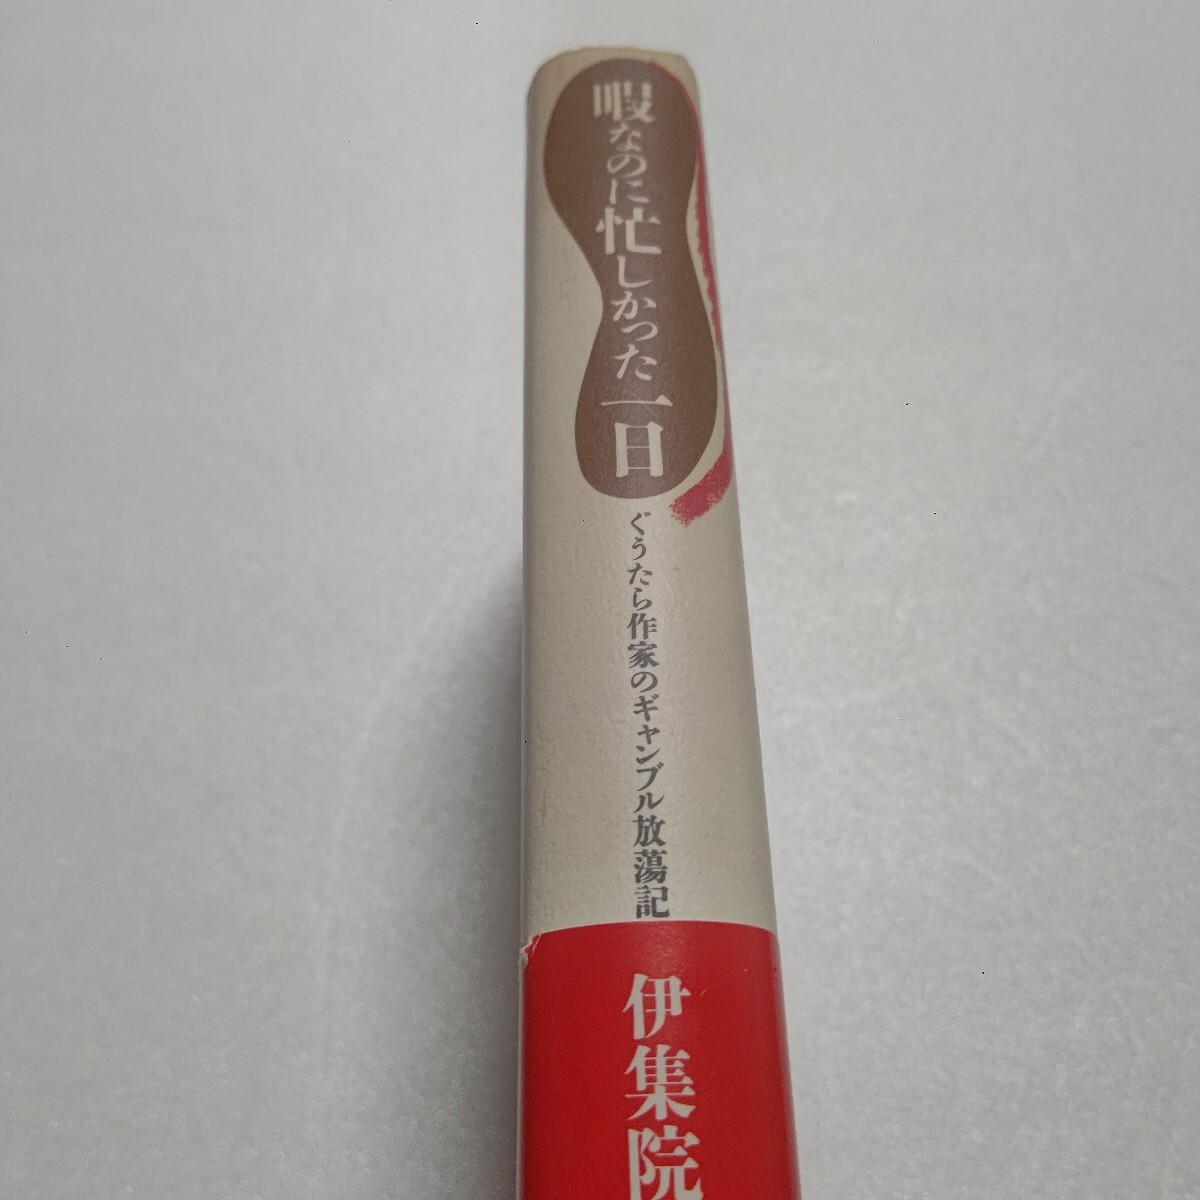 暇なのに忙しかった一日
ぐうたら作家のギャンブル放蕩記
伊集院